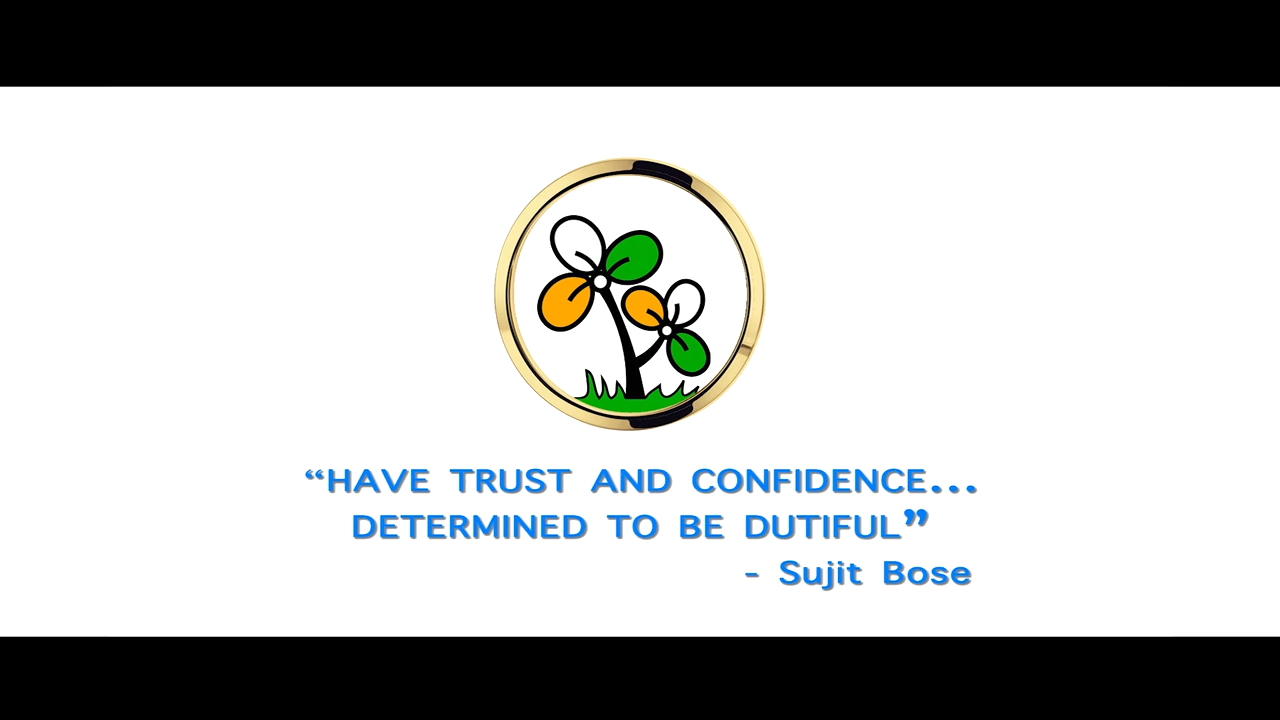 “HAVE TRUST AND CONFIDENCE...
DETERMINED TO BE DUTIFUL”
- Sujit Bose